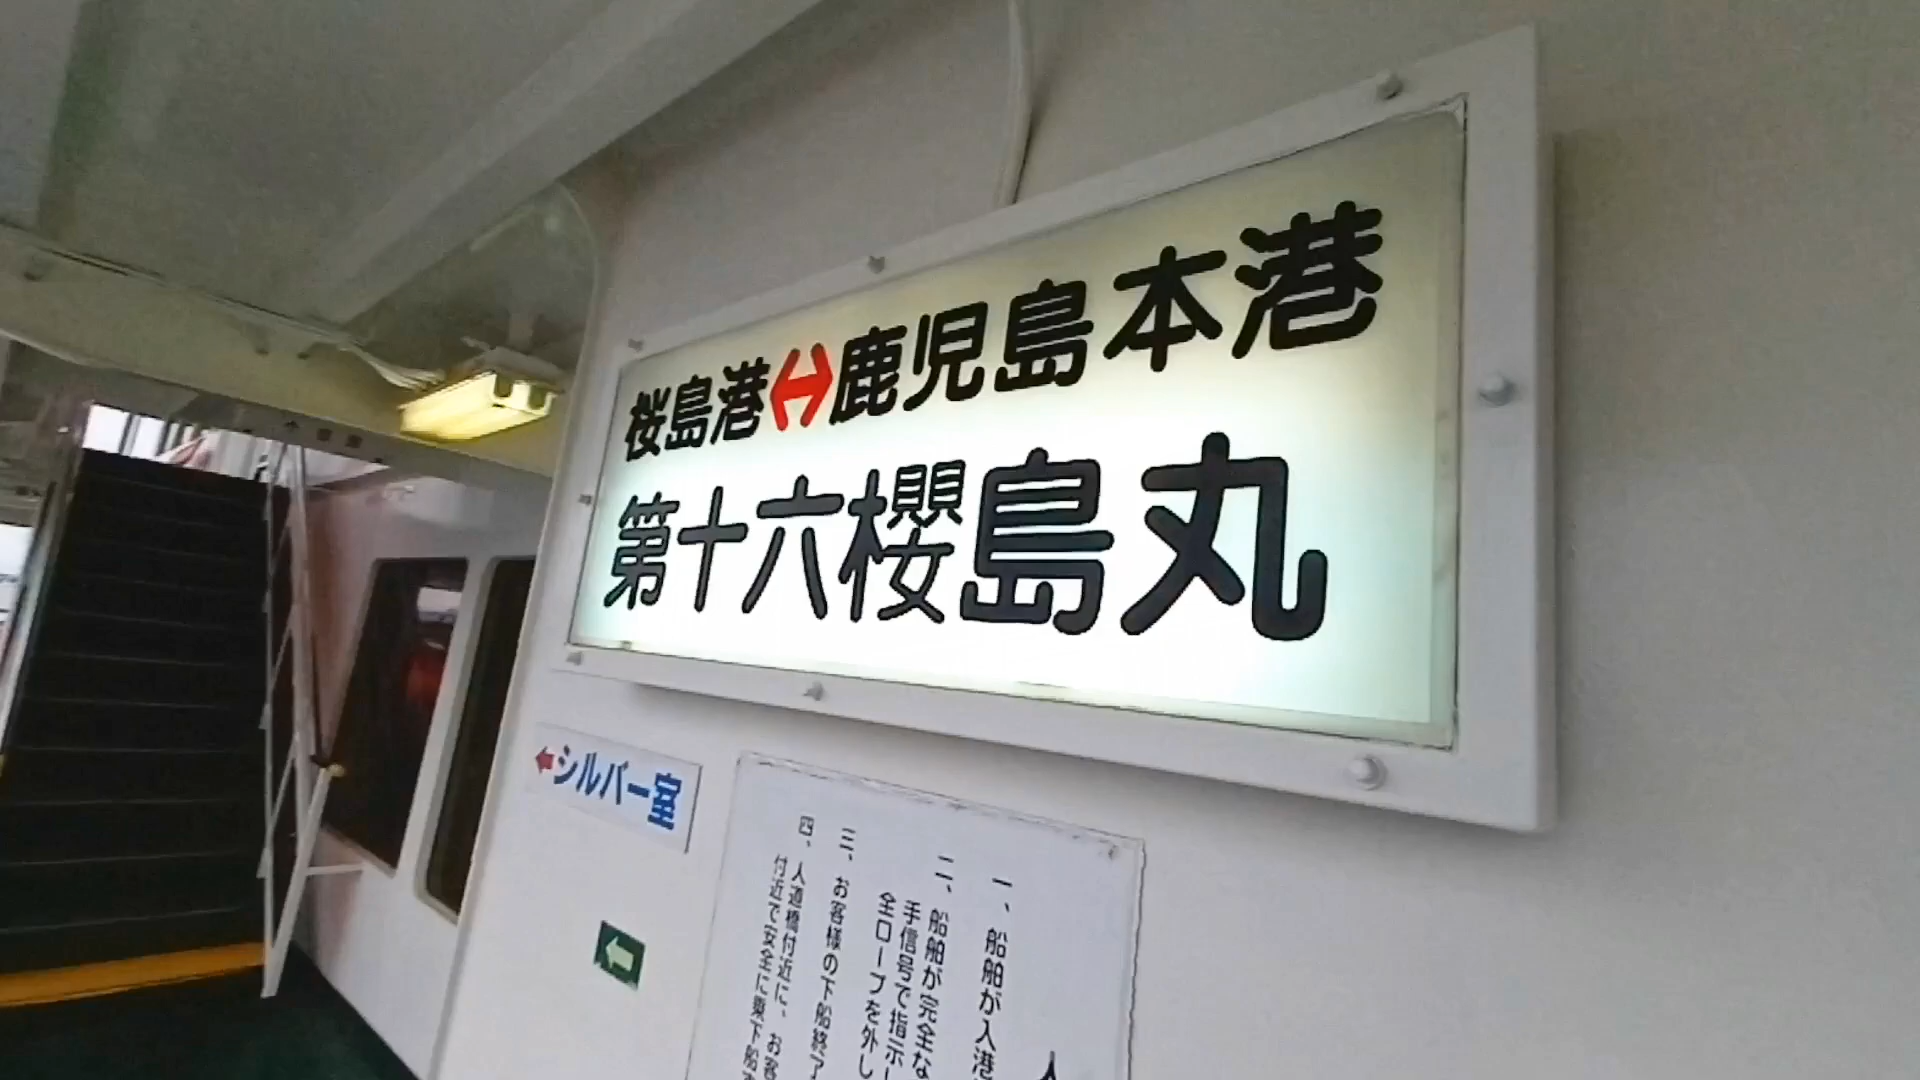 桜島港↔鹿児島本港
第十六櫻島丸
←シルバー室
一、船舶が入港
二、船舶が完全な
手信号で指示し
全ロープを外し
三、お客様の下船終了
四、人道橋付近に、お客
付近で安全に乗下船